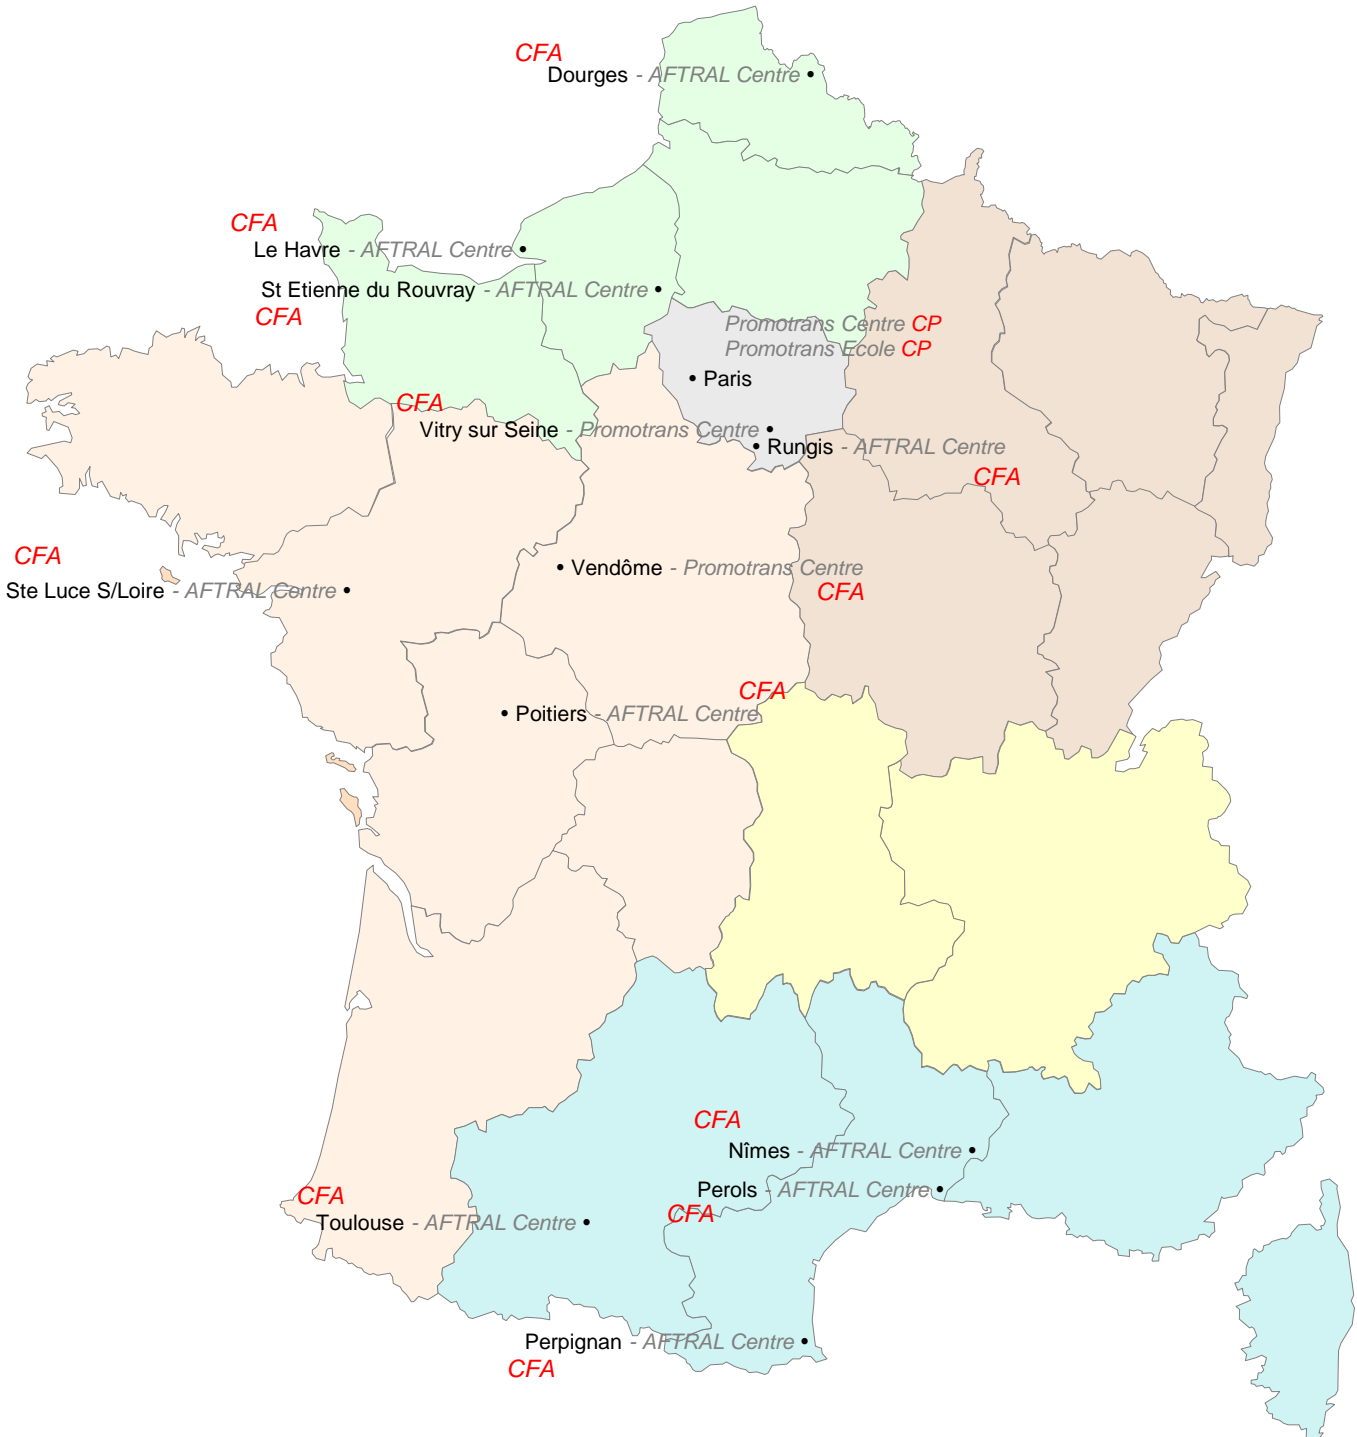 CFA
Dourges - AFTRAL Centre •
CFA
Le Havre - AFTRAL Centre •
St Etienne du Rouvray - AFTRAL Centre •
CFA
Promotrans Centre CP
Promotrans Ecole CP
• Paris
CFA
Vitry sur Seine - Promotrans Centre •
• Rungis - AFTRAL Centre
CFA
CFA
Ste Luce S/Loire - AFTRAL Centre •
• Vendôme - Promotrans Centre
CFA
CFA
• Poitiers - AFTRAL Centre
CFA
Nîmes - AFTRAL Centre •
Perols - AFTRAL Centre •
CFA
CFA
Toulouse - AFTRAL Centre •
Perpignan - AFTRAL Centre •
CFA